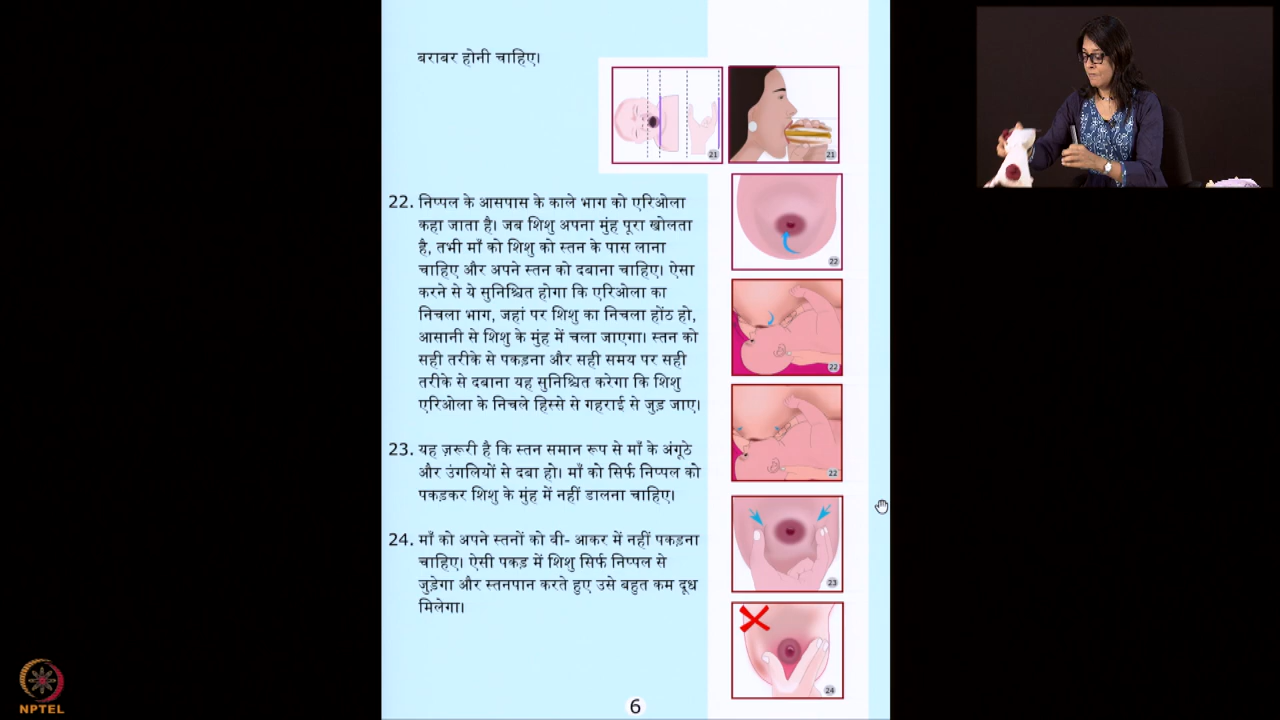 बराबर होनी चाहिए।
21
21
22. निप्पल के आसपास के काले भाग को एरिओला
कहा जाता है। जब शिशु अपना मुंह पूरा खोलता
है, तभी माँ को शिशु को स्तन के पास लाना
चाहिए और अपने स्तन को दबाना चाहिए। ऐसा
करने से ये सुनिश्चित होगा कि एरिओला का
निचला भाग, जहां पर शिशु का निचला होंठ हो,
आसानी से शिशु के मुंह में चला जाएगा। स्तन को
सही तरीके से पकड़ना और सही समय पर सही
तरीके से दबाना यह सुनिश्चित करेगा कि शिशु
एरिओला के निचले हिस्से से गहराई से जुड़ जाए।
22
22
22
23. यह ज़रूरी है कि स्तन समान रूप से माँ के अंगूठे
और उंगलियों से दबा हो। माँ को सिर्फ निप्पल को
पकड़कर शिशु के मुंह में नहीं डालना चाहिए।
23
24. माँ को अपने स्तनों को वी- आकर में नहीं पकड़ना
चाहिए। ऐसी पकड़ में शिशु सिर्फ निप्पल से
जुड़ेगा और स्तनपान करते हुए उसे बहुत कम दूध
मिलेगा।
24
6
NPTEL